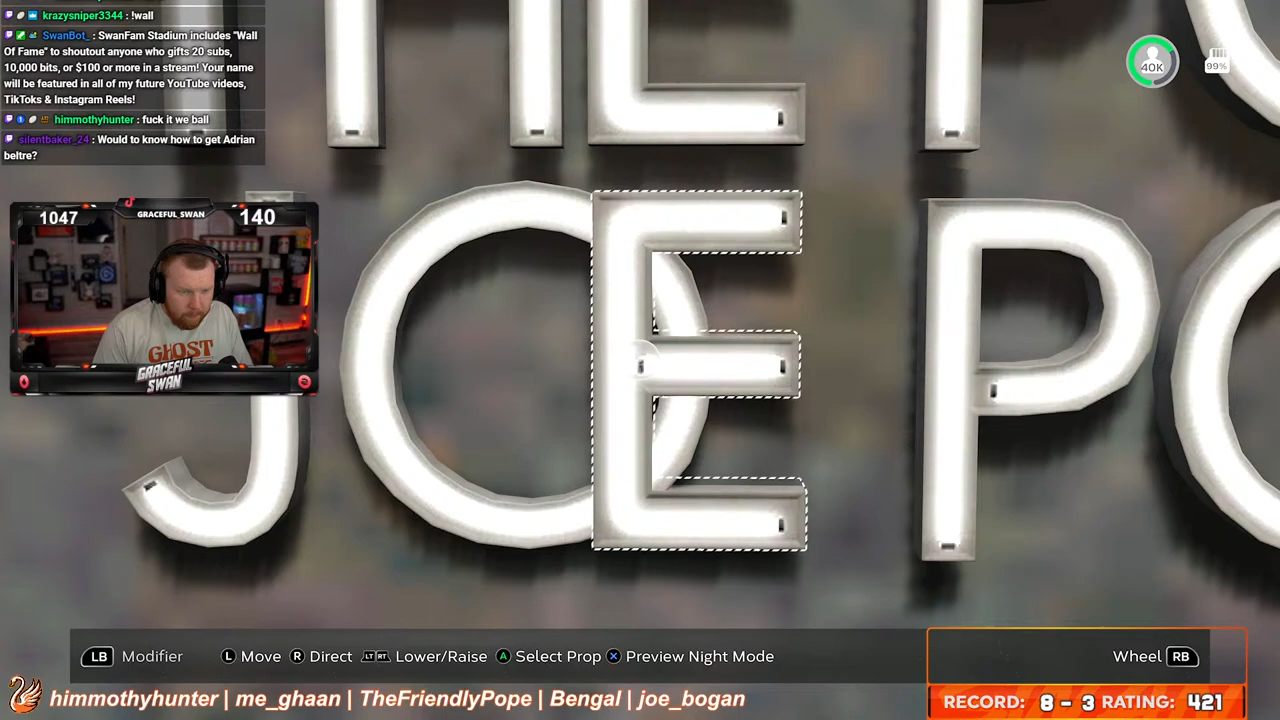 krazysniper3344 : !wall
SwanBot_ : SwanFam Stadium includes "Wall
Of Fame" to shoutout anyone who gifts 20 subs,
10,000 bits, or $100 or more in a stream! Your name
will be featured in all of my future YouTube videos,
TikToks & Instagram Reels!
himmothyhunter : fuck it we ball
silentbaker_24 : Would to know how to get Adrian
beltre?
40K
99%
1047
GRACEFUL_SWAN
140
GHOST
GRACEFUL
SWAN
JOE PO
LB Modifier
L Move
R Direct
LT RT Lower/Raise
A Select Prop
X Preview Night Mode
Wheel RB
himmothyhunter | me_ghaan | TheFriendlyPope | Bengal | joe_bogan
RECORD: 8 - 3 RATING: 421